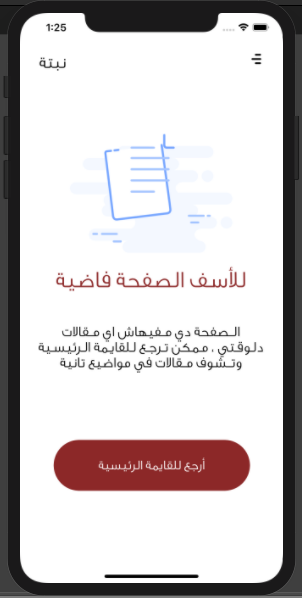 1:25
نبتة
للأسف الصفحة فاضية
الصفحة دي مفيهاش اي مقالات
دلوقتي ، ممكن ترجع للقايمة الرئيسية
وتشوف مقالات في مواضيع تانية
أرجع للقايمة الرئيسية